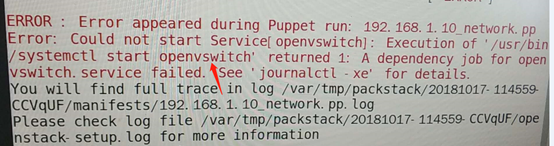 ERROR : Error appeared during Puppet run: 192.168.1.10_network.pp
Error: Could not start Service[openvswitch]: Execution of '/usr/bin
/systemctl start openvswitch' returned 1: A dependency job for open
vswitch.service failed. See 'journalctl -xe' for details.
You will find full trace in log /var/tmp/packstack/20181017-114559-
CCVqUF/manifests/192.168.1.10_network.pp.log
Please check log file /var/tmp/packstack/20181017-114559-CCVqUF/ope
nstack-setup.log for more information